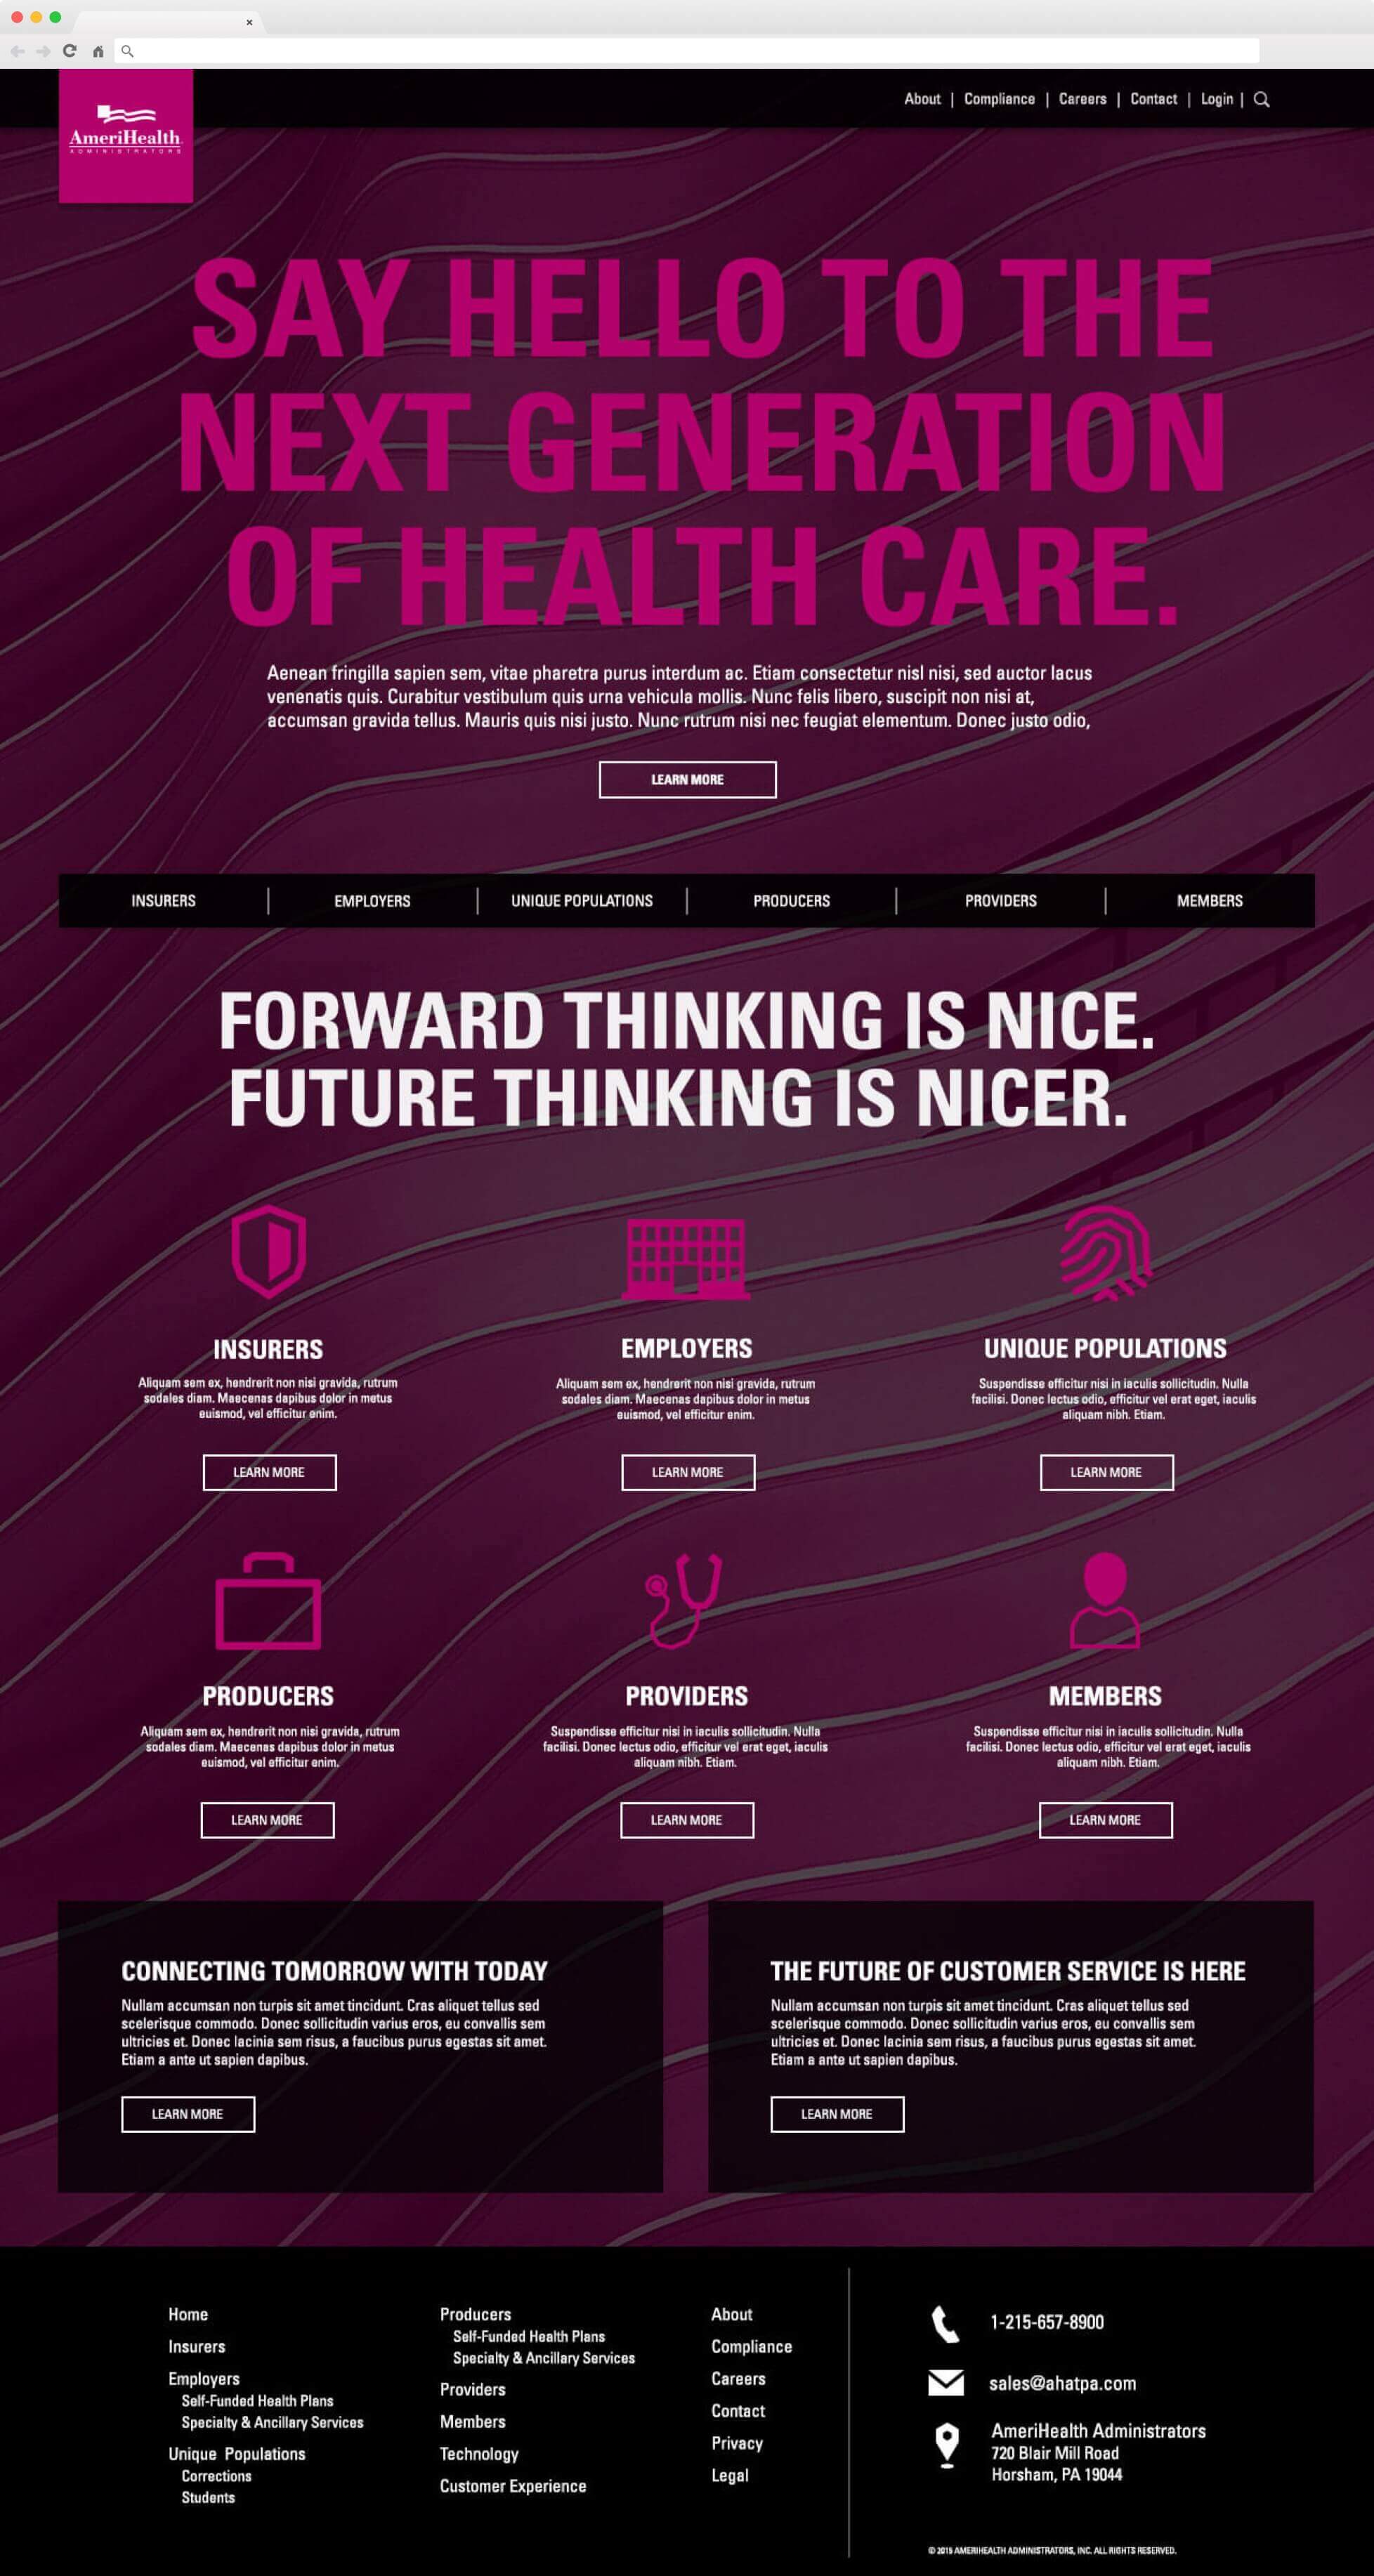 AmeriHealth
ADMINISTRATORS
About | Compliance | Careers | Contact | Login |
SAY HELLO TO THE
NEXT GENERATION
OF HEALTH CARE.
Aenean fringilla sapien sem, vitae pharetra purus interdum ac. Etiam consectetur nisl nisi, sed auctor lacus
venenatis quis. Curabitur vestibulum quis urna vehicula mollis. Nunc felis libero, suscipit non nisi at,
accumsan gravida tellus. Mauris quis nisi justo. Nunc rutrum nisi nec feugiat elementum. Donec justo odio,
LEARN MORE
INSURERS | EMPLOYERS | UNIQUE POPULATIONS | PRODUCERS | PROVIDERS | MEMBERS
FORWARD THINKING IS NICE.
FUTURE THINKING IS NICER.
INSURERS
Aliquam sem ex, hendrerit non nisi gravida, rutrum
sodales diam. Maecenas dapibus dolor in metus
euismod, vel efficitur enim.
LEARN MORE
EMPLOYERS
Aliquam sem ex, hendrerit non nisi gravida, rutrum
sodales diam. Maecenas dapibus dolor in metus
euismod, vel efficitur enim.
LEARN MORE
UNIQUE POPULATIONS
Suspendisse efficitur nisi in iaculis sollicitudin. Nulla
facilisi. Donec lectus odio, efficitur vel erat eget, iaculis
aliquam nibh. Etiam.
LEARN MORE
PRODUCERS
Aliquam sem ex, hendrerit non nisi gravida, rutrum
sodales diam. Maecenas dapibus dolor in metus
euismod, vel efficitur enim.
LEARN MORE
PROVIDERS
Suspendisse efficitur nisi in iaculis sollicitudin. Nulla
facilisi. Donec lectus odio, efficitur vel erat eget, iaculis
aliquam nibh. Etiam.
LEARN MORE
MEMBERS
Suspendisse efficitur nisi in iaculis sollicitudin. Nulla
facilisi. Donec lectus odio, efficitur vel erat eget, iaculis
aliquam nibh. Etiam.
LEARN MORE
CONNECTING TOMORROW WITH TODAY
Nullam accumsan non turpis sit amet tincidunt. Cras aliquet tellus sed
scelerisque commodo. Donec sollicitudin varius eros, eu convallis sem
ultricies et. Donec lacinia sem risus, a faucibus purus egestas sit amet.
Etiam a ante ut sapien dapibus.
LEARN MORE
THE FUTURE OF CUSTOMER SERVICE IS HERE
Nullam accumsan non turpis sit amet tincidunt. Cras aliquet tellus sed
scelerisque commodo. Donec sollicitudin varius eros, eu convallis sem
ultricies et. Donec lacinia sem risus, a faucibus purus egestas sit amet.
Etiam a ante ut sapien dapibus.
LEARN MORE
Home
Insurers
Employers
Self-Funded Health Plans
Specialty & Ancillary Services
Unique Populations
Corrections
Students
Producers
Self-Funded Health Plans
Specialty & Ancillary Services
Providers
Members
Technology
Customer Experience
About
Compliance
Careers
Contact
Privacy
Legal
1-215-657-8900
sales@ahatpa.com
AmeriHealth Administrators
720 Blair Mill Road
Horsham, PA 19044
© 2015 AMERIHEALTH ADMINISTRATORS, INC. ALL RIGHTS RESERVED.